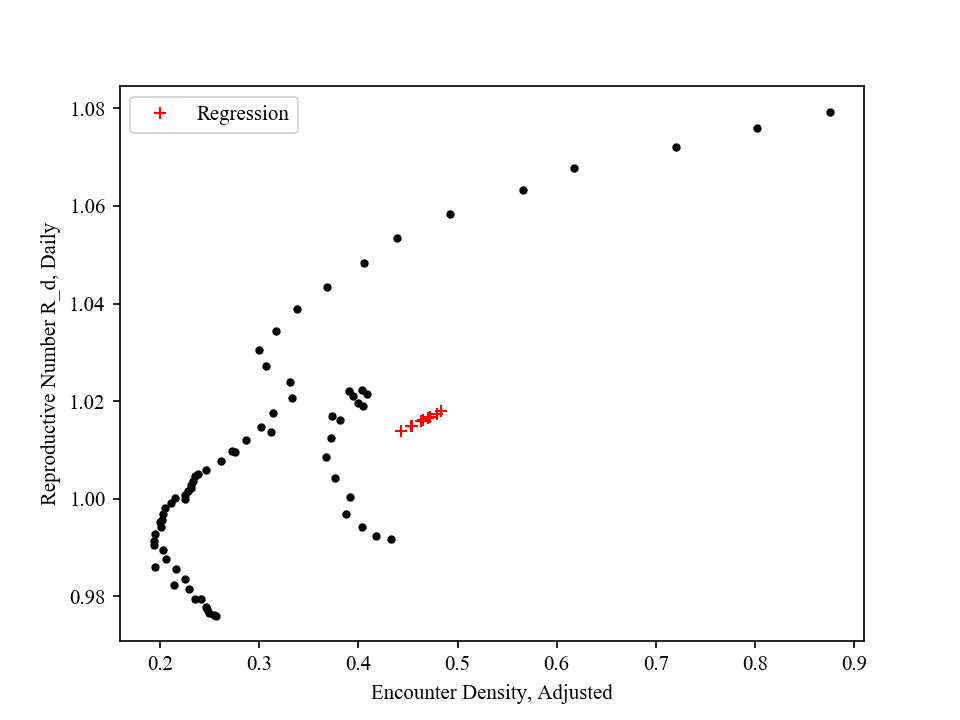 Regression
1.08
1.06
1.04
1.02
1.00
0.98
Reproductive Number R_d, Daily
0.2 0.3 0.4 0.5 0.6 0.7 0.8 0.9
Encounter Density, Adjusted